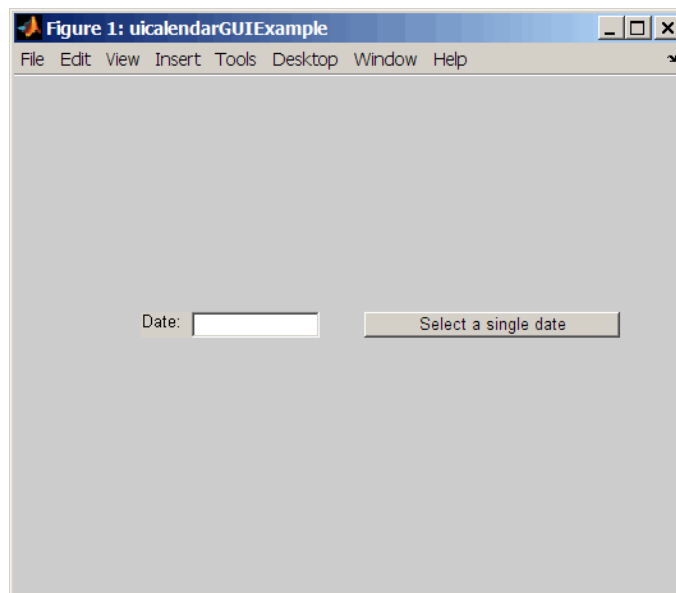 Figure 1: uicalendarGUIExample
File Edit View Insert Tools Desktop Window Help
Date: Select a single date